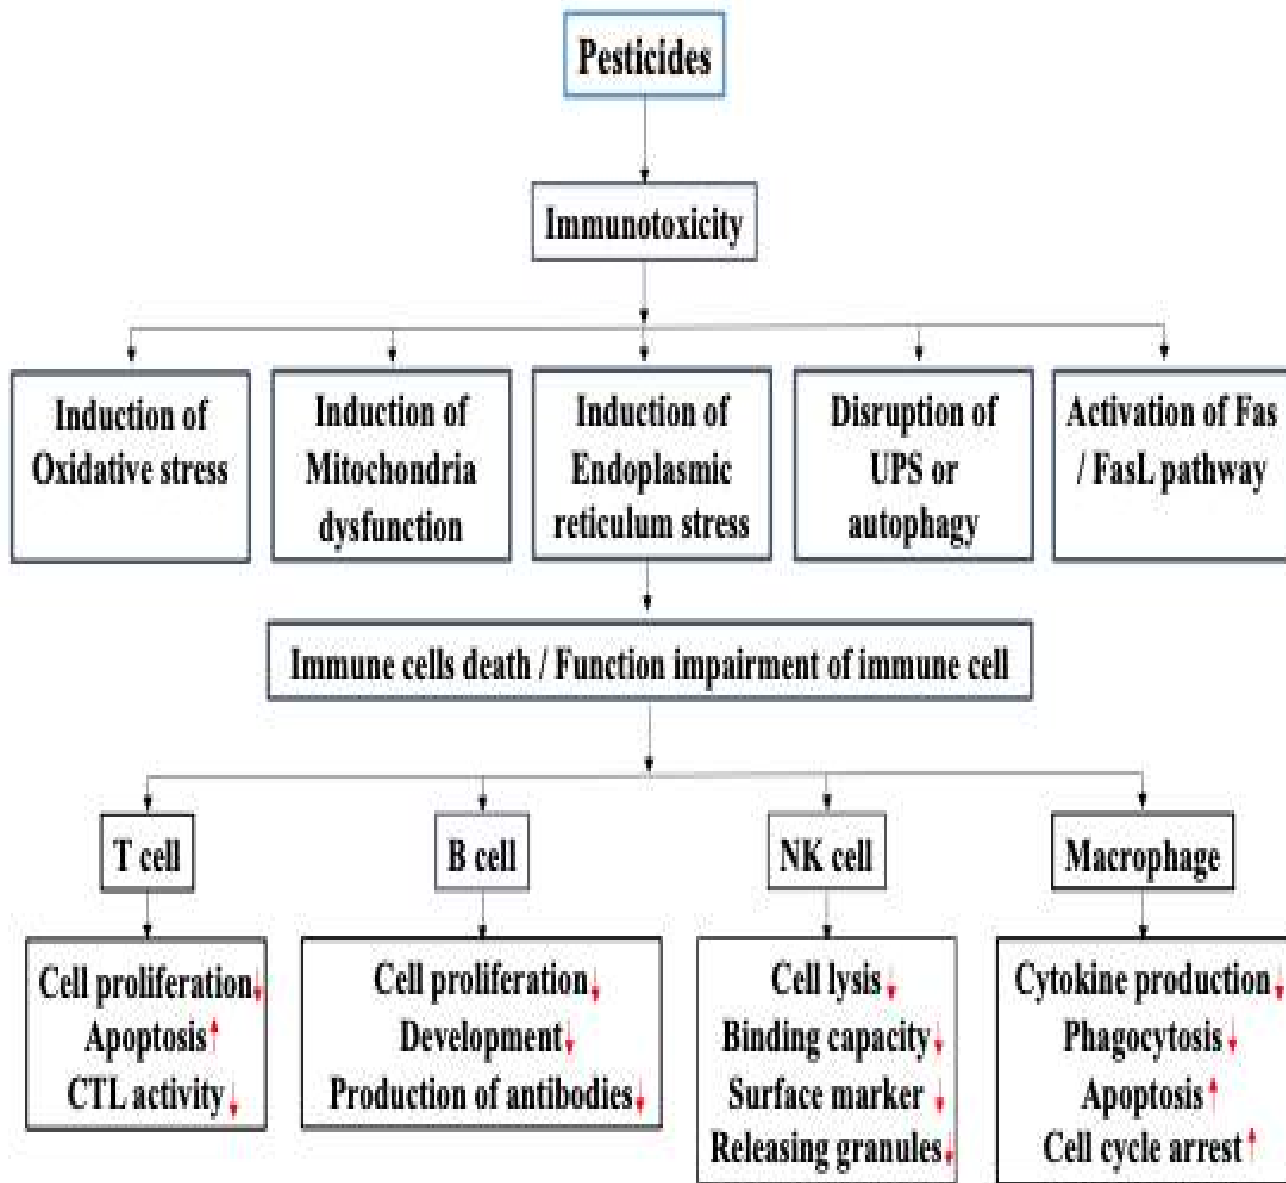 Pesticides
Immunotoxicity
Induction of
Oxidative stress
Induction of
Mitochondria
dysfunction
Induction of
Endoplasmic
reticulum stress
Disruption of
UPS or
autophagy
Activation of Fas
/ FasL pathway
Immune cells death / Function impairment of immune cell
T cell
B cell
NK cell
Macrophage
Cell proliferation↓
Apoptosis↑
CTL activity↓
Cell proliferation↓
Development↓
Production of antibodies↓
Cell lysis↓
Binding capacity↓
Surface marker ↓
Releasing granules↓
Cytokine production↓
Phagocytosis↓
Apoptosis↑
Cell cycle arrest↑